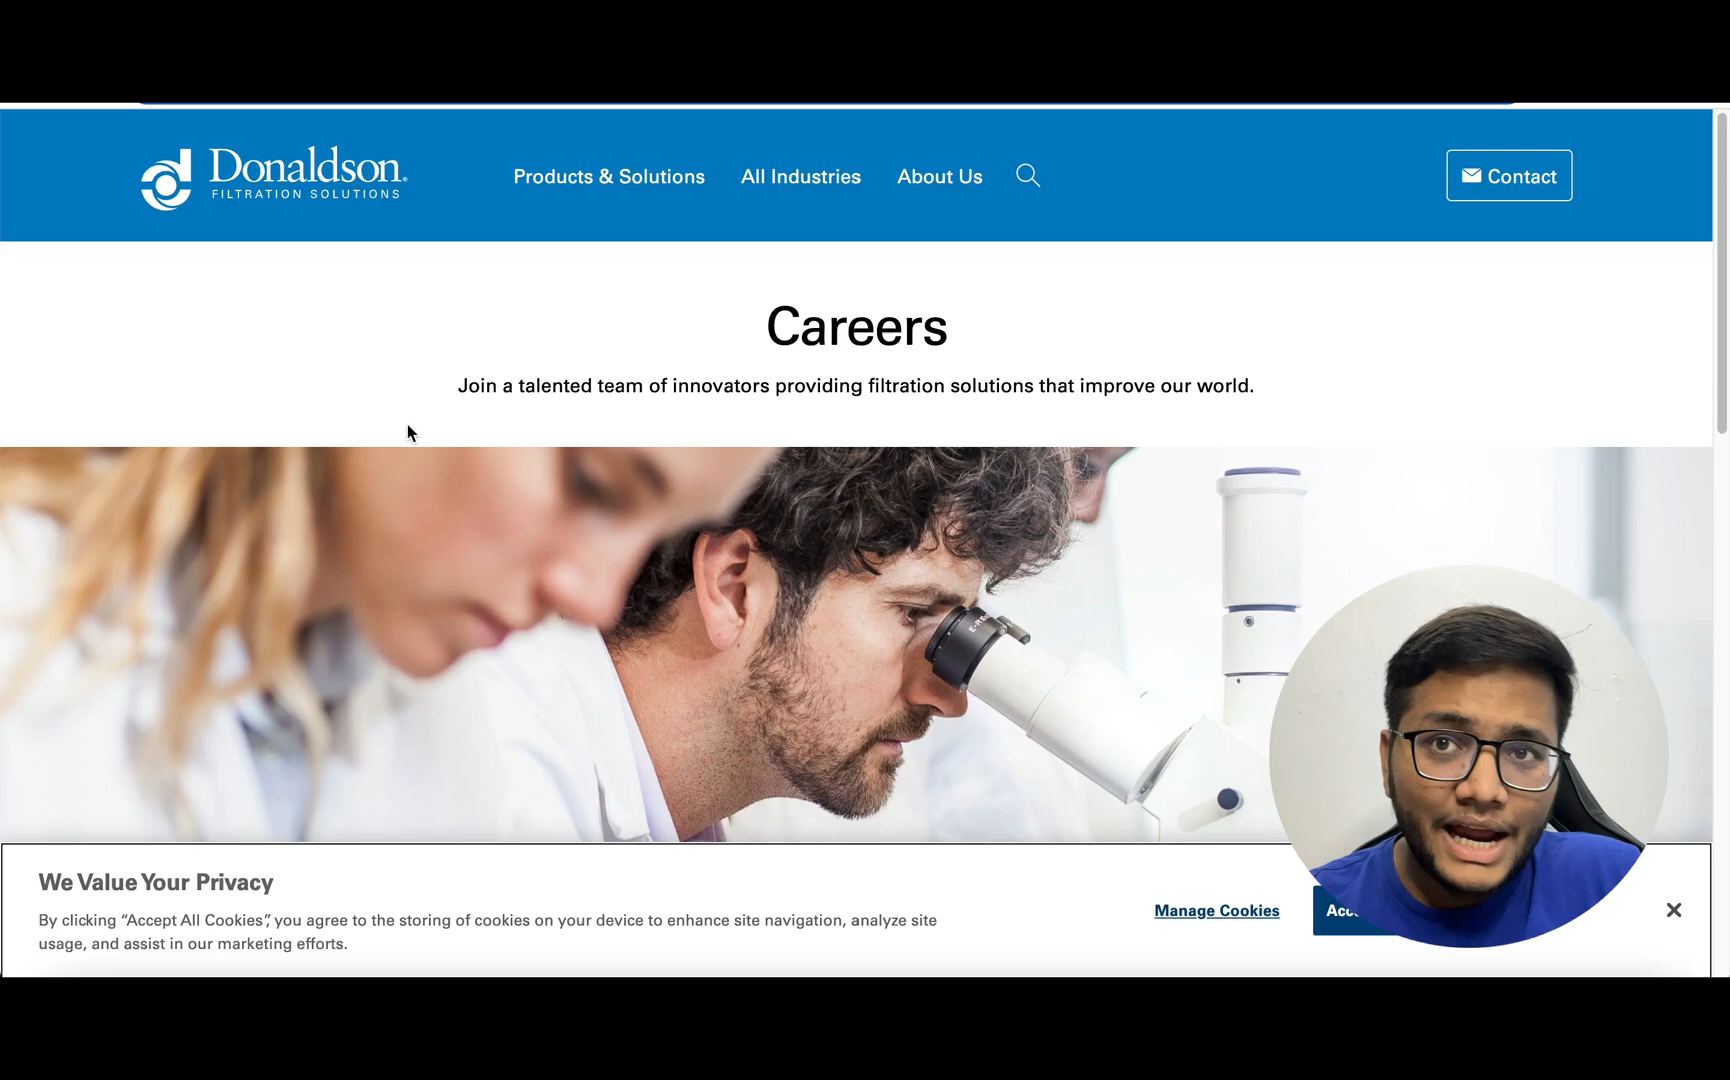 Donaldson.
FILTRATION SOLUTIONS
Products & Solutions
All Industries
About Us
Contact
Careers
Join a talented team of innovators providing filtration solutions that improve our world.
We Value Your Privacy
By clicking “Accept All Cookies”, you agree to the storing of cookies on your device to enhance site navigation, analyze site
usage, and assist in our marketing efforts.
Manage Cookies